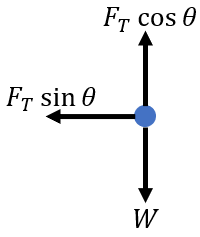 F_T cos θ
F_T sin θ
W